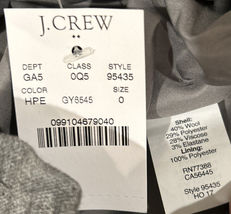 J.CREW
DEPT CLASS STYLE
GA5 0Q5 95435
COLOR SIZE
HPE GY6545 0
099104679040
Shell:
40% Wool
29% Polyester
28% Viscose
3% Elastane
Lining:
100% Polyester
RN77388
CA56445
Style 95435
HO 17